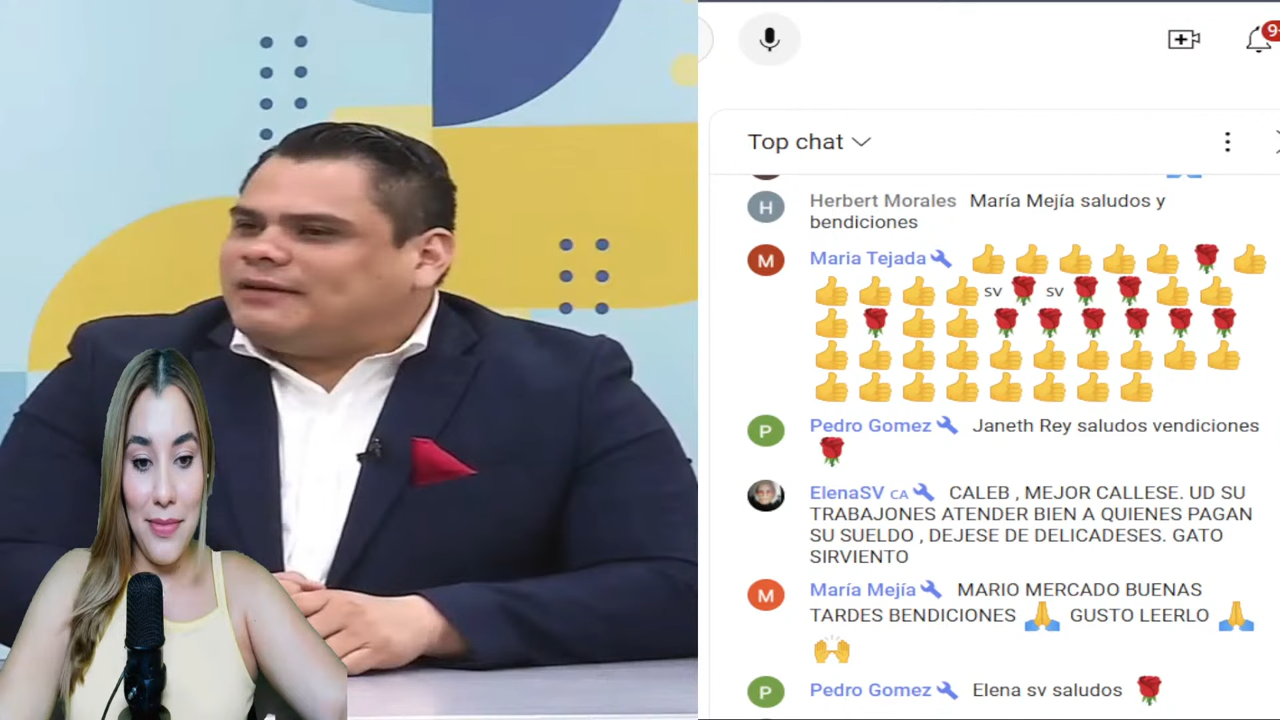 9+
Top chat
H Herbert Morales María Mejía saludos y
bendiciones
M Maria Tejada
sv sv
P Pedro Gomez Janeth Rey saludos vendiciones
ElenaSV CA CALEB , MEJOR CALLESE. UD SU
TRABAJONES ATENDER BIEN A QUIENES PAGAN
SU SUELDO , DEJESE DE DELICADESES. GATO
SIRVIENTO
M María Mejía MARIO MERCADO BUENAS
TARDES BENDICIONES GUSTO LEERLO
P Pedro Gomez Elena sv saludos